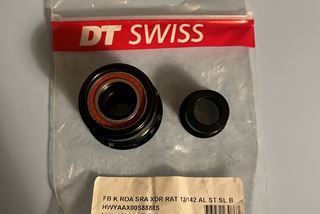 DT SWISS
FB K ROA SRA XDR RAT 12/142 AL ST SL B
HWYAAX00S8888S